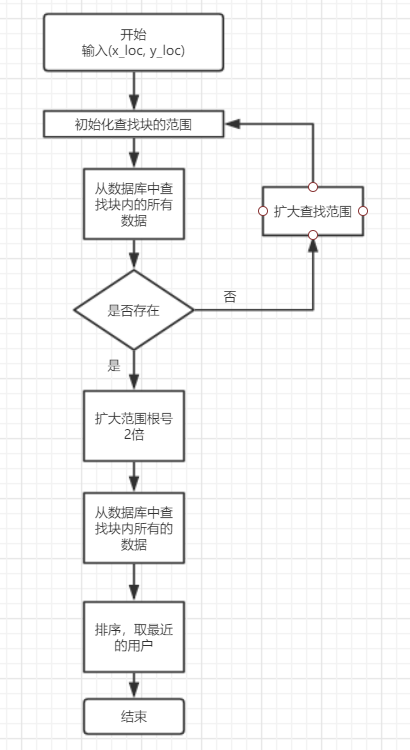 开始
输入(x_loc, y_loc)
初始化查找块的范围
从数据库中查
找块内的所有
数据
扩大查找范围
是否存在
否
是
扩大范围根号
2倍
从数据库中查
找块内所有的
数据
排序，取最近
的用户
结束